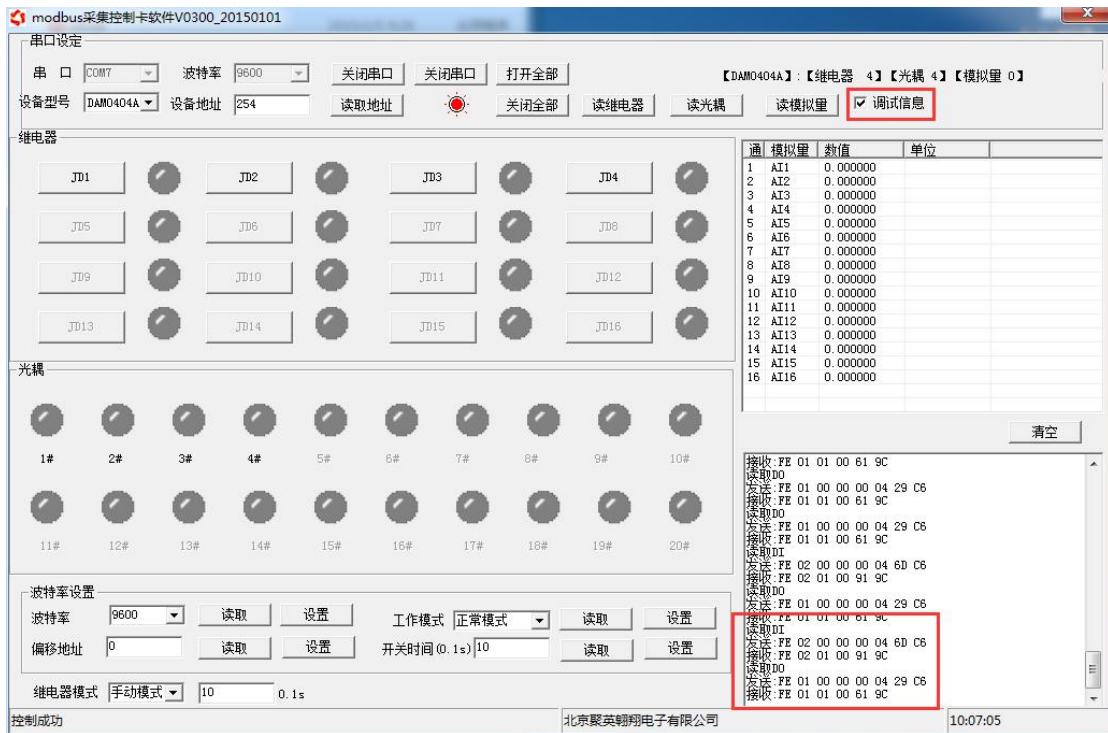 modbus采集控制卡软件V0300_20150101
串口设定
串 口 COM7 波特率 9600 关闭串口 关闭串口 打开全部
【DAM0404A】:【继电器 4】【光耦 4】【模拟量 0】
设备型号 DAM0404A 设备地址 254 读取地址 关闭全部 读继电器 读光耦 读模拟量 调试信息
继电器
JD1 JD2 JD3 JD4
JD5 JD6 JD7 JD8
JD9 JD10 JD11 JD12
JD13 JD14 JD15 JD16
通 模拟量 数值 单位
1 AI1 0.000000
2 AI2 0.000000
3 AI3 0.000000
4 AI4 0.000000
5 AI5 0.000000
6 AI6 0.000000
7 AI7 0.000000
8 AI8 0.000000
9 AI9 0.000000
10 AI10 0.000000
11 AI11 0.000000
12 AI12 0.000000
13 AI13 0.000000
14 AI14 0.000000
15 AI15 0.000000
16 AI16 0.000000
光耦
1# 2# 3# 4# 5# 6# 7# 8# 9# 10#
11# 12# 13# 14# 15# 16# 17# 18# 19# 20#
清空
接收:FE 01 01 00 61 9C
读取DO
发送:FE 01 00 00 00 04 29 C6
接收:FE 01 01 00 61 9C
读取DO
发送:FE 01 00 00 00 04 29 C6
接收:FE 01 01 00 61 9C
读取DI
发送:FE 02 00 00 00 04 6D C6
接收:FE 02 01 00 91 9C
读取DO
发送:FE 01 00 00 00 04 29 C6
接收:FE 01 01 00 61 9C
读取DI
发送:FE 02 00 00 00 04 6D C6
接收:FE 02 01 00 91 9C
读取DO
发送:FE 01 00 00 00 04 29 C6
接收:FE 01 01 00 61 9C
波特率设置
波特率 9600 读取 设置 工作模式 正常模式 读取 设置
偏移地址 0 读取 设置 开关时间(0.1s) 10 读取 设置
继电器模式 手动模式 10 0.1s
控制成功 北京聚英翱翔电子有限公司 10:07:05